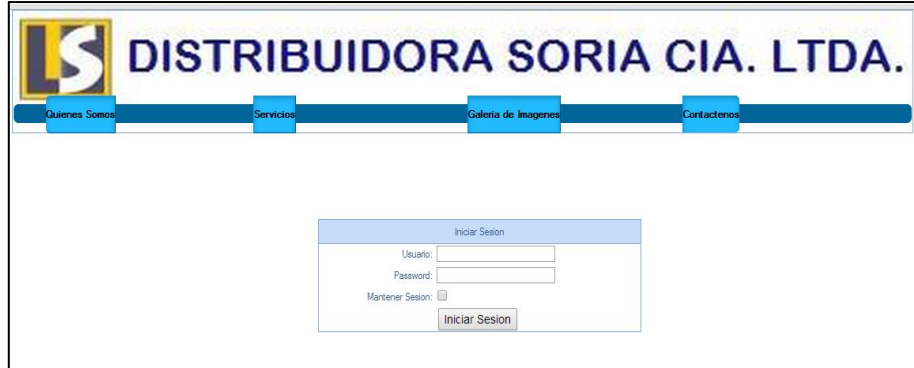 LS DISTRIBUIDORA SORIA CIA. LTDA.
Quienes Somos Servicios Galeria de Imagenes Contactenos
Iniciar Sesion
Usuario:
Password:
Mantener Sesion:
Iniciar Sesion